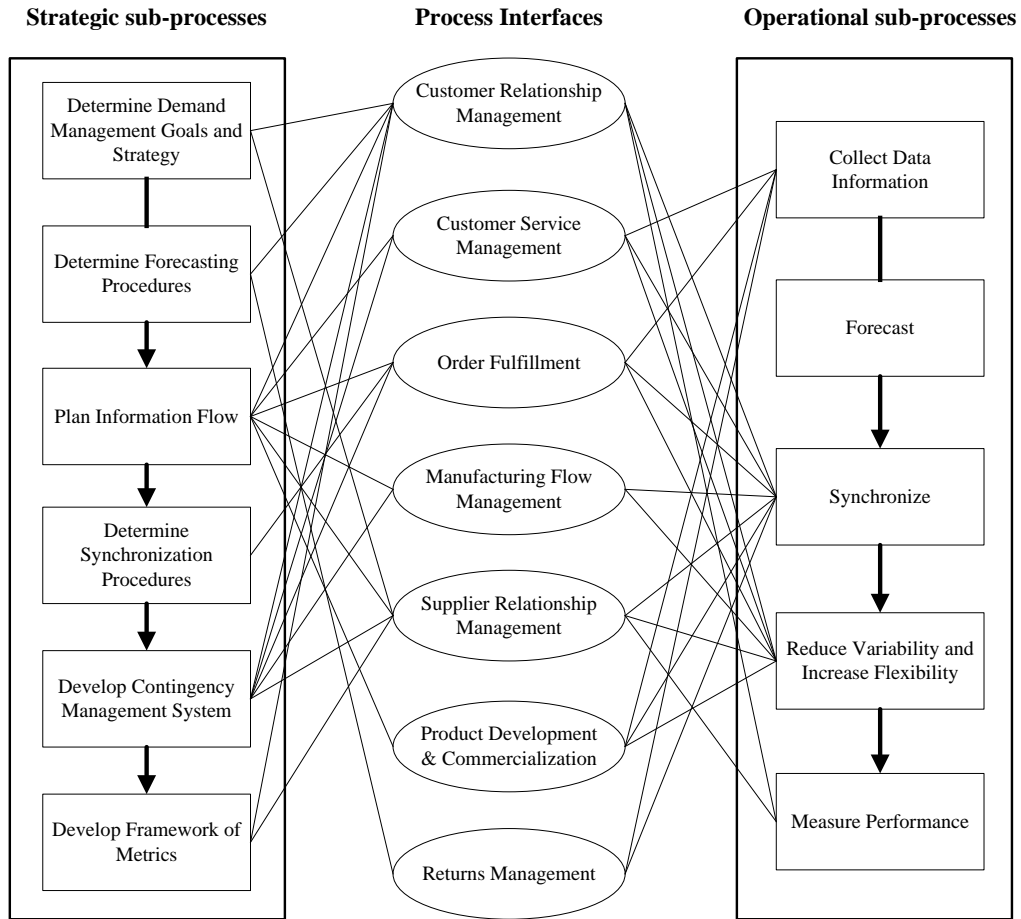 Strategic sub-processes
Process Interfaces
Operational sub-processes
Determine Demand
Management Goals and
Strategy
Determine Forecasting
Procedures
Plan Information Flow
Determine
Synchronization
Procedures
Develop Contingency
Management System
Develop Framework of
Metrics
Customer Relationship
Management
Customer Service
Management
Order Fulfillment
Manufacturing Flow
Management
Supplier Relationship
Management
Product Development
& Commercialization
Returns Management
Collect Data
Information
Forecast
Synchronize
Reduce Variability and
Increase Flexibility
Measure Performance